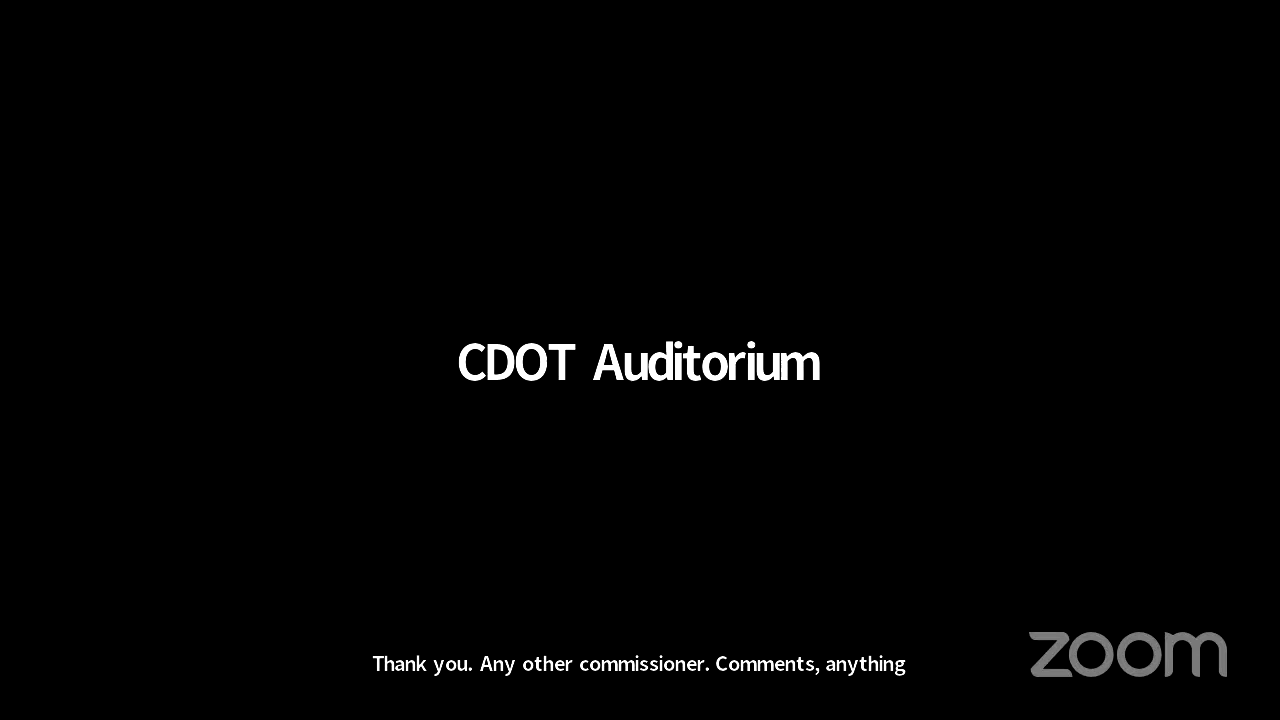 CDOT Auditorium
Thank you. Any other commissioner. Comments, anything
zoom